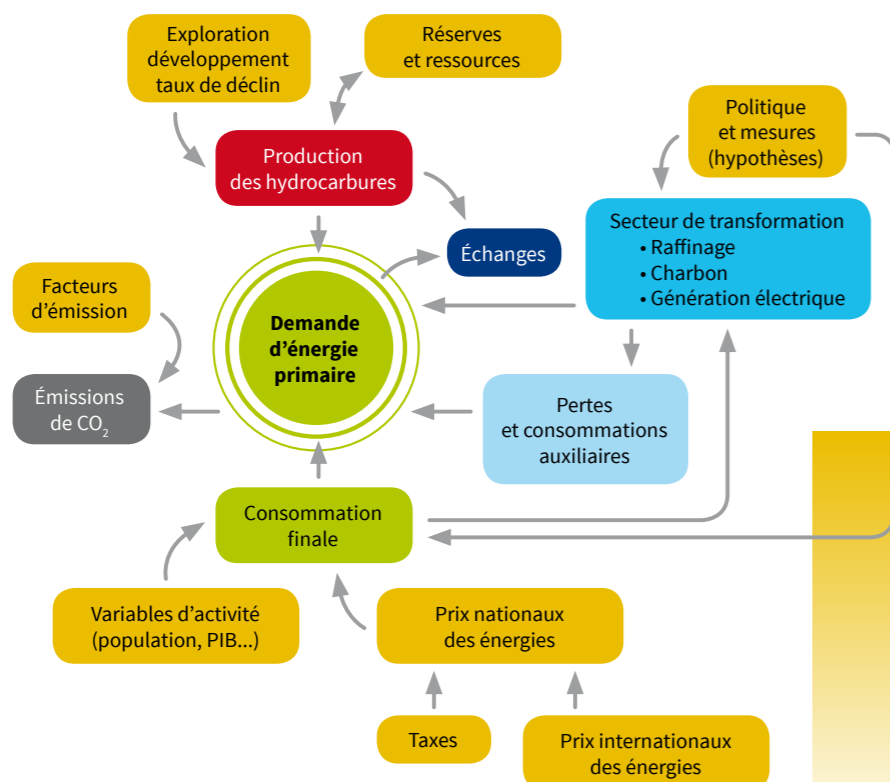 Exploration
développement
taux de déclin
Réserves
et ressources
Politique
et mesures
(hypothèses)
Production
des hydrocarbures
Secteur de transformation
• Raffinage
• Charbon
• Génération électrique
Échanges
Facteurs
d'émission
Demande
d'énergie
primaire
Émissions
de CO₂
Pertes
et consommations
auxiliaires
Consommation
finale
Variables d'activité
(population, PIB...)
Prix nationaux
des énergies
Taxes
Prix internationaux
des énergies